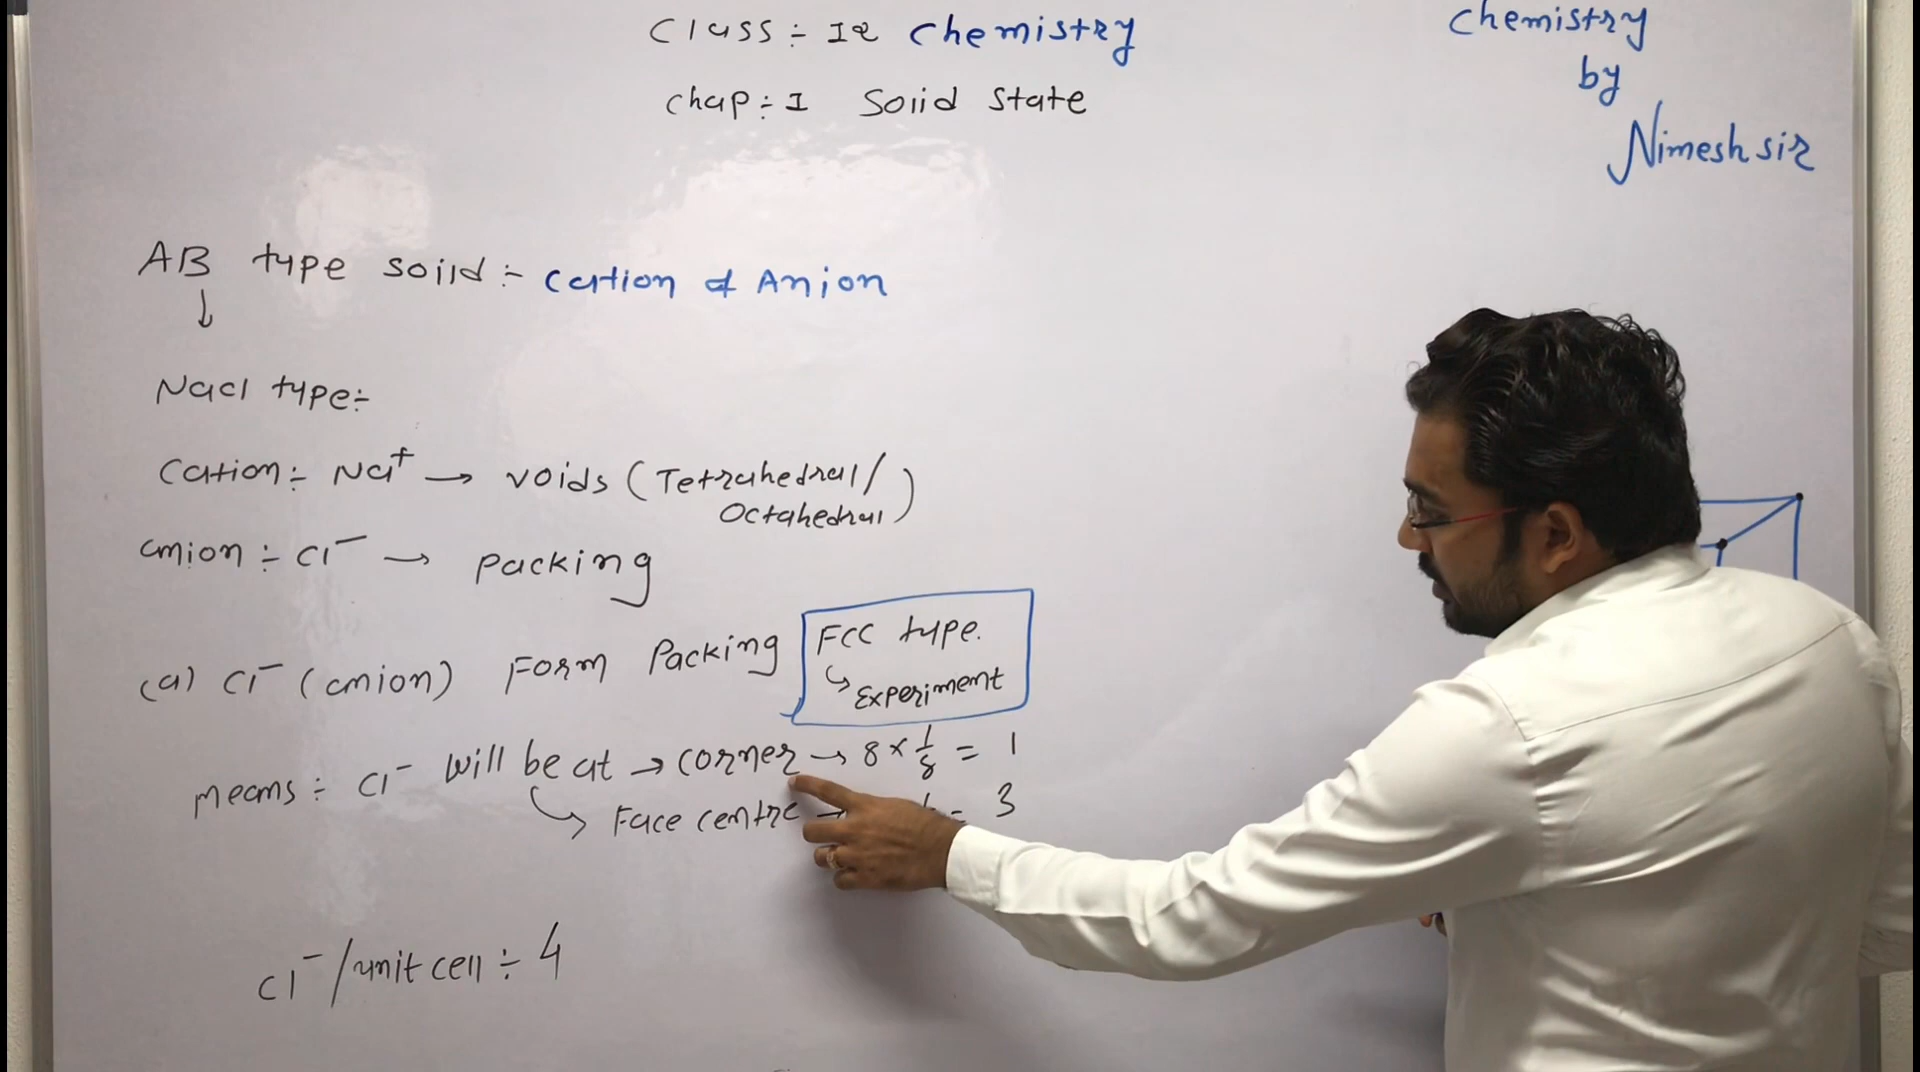 Class :- 12 Chemistry
Chap :- 1 Solid State
Chemistry
by
Nimesh sir
AB type solid :- Cation & Anion
↓
NaCl type :-
Cation :- Na⁺ → voids (Tetrahedral/
Octahedral)
anion :- Cl⁻ → Packing
(a) Cl⁻ (anion) Form Packing FCC type.
↳ Experiment
means :- Cl⁻ will be at → corner → 8 × 1/8 = 1
↳ Face centre → = 3
Cl⁻/unit cell :- 4